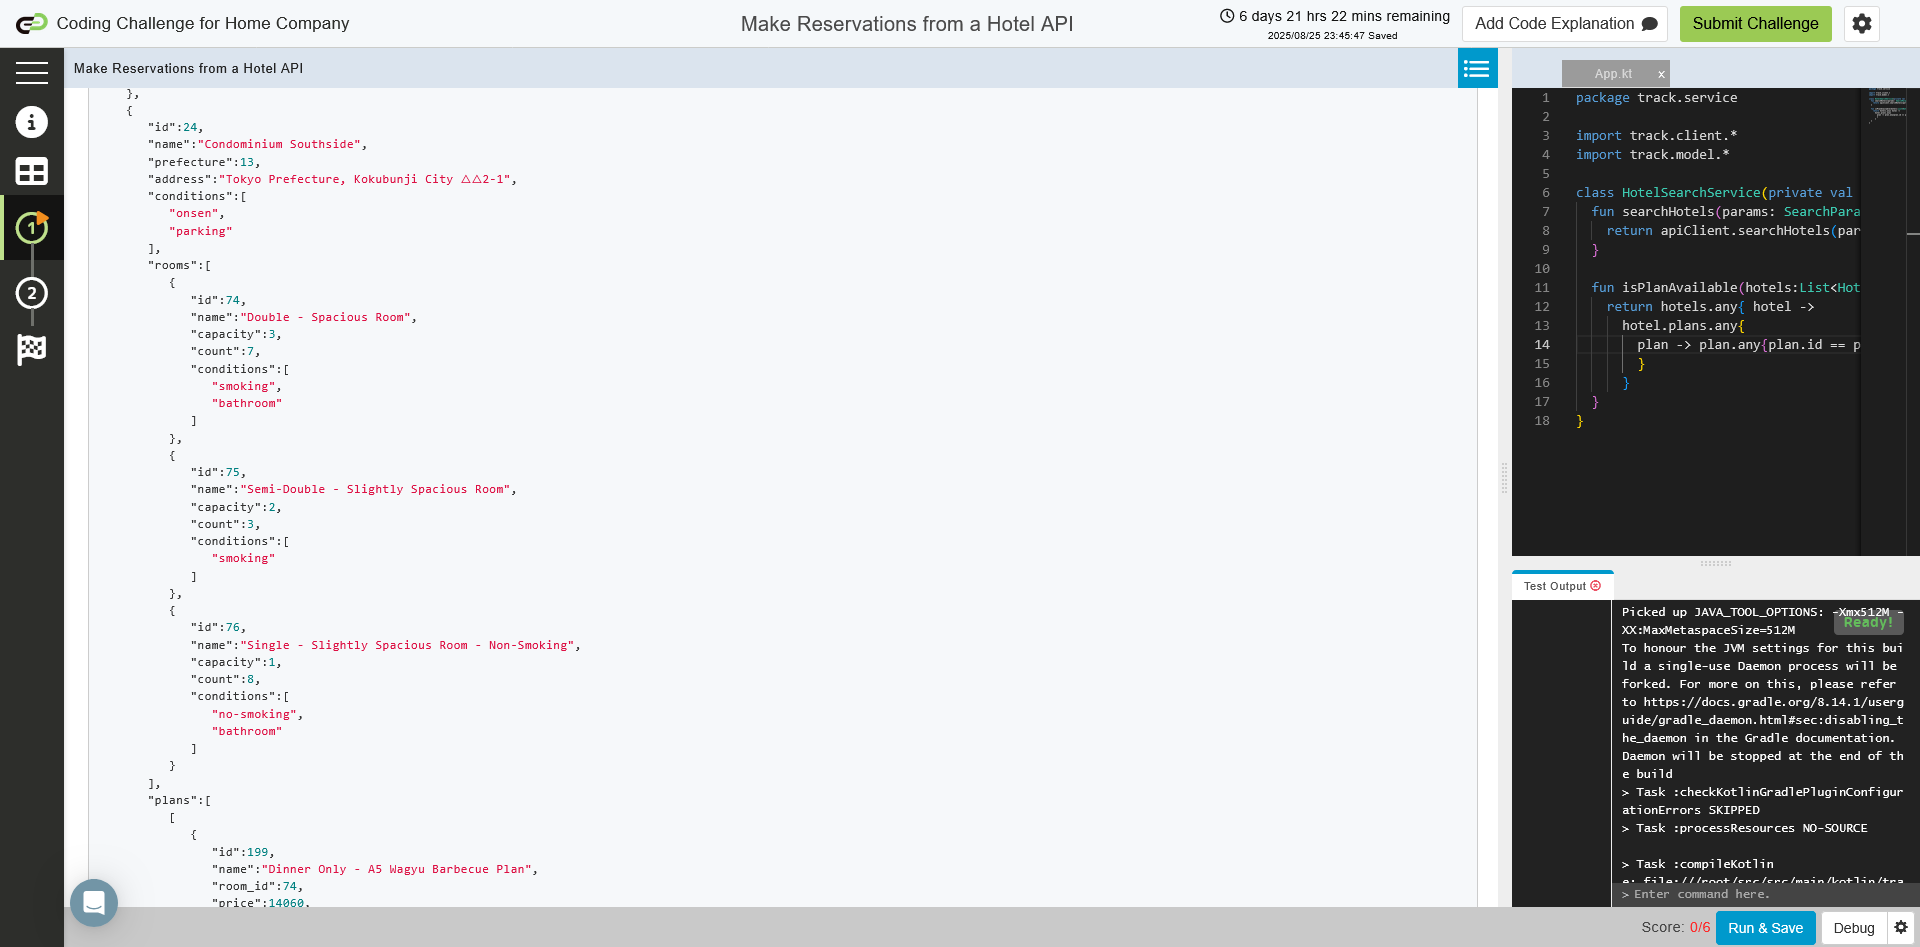 Coding Challenge for Home Company
Make Reservations from a Hotel API
6 days 21 hrs 22 mins remaining
2025/08/25 23:45:47 Saved
Add Code Explanation
Submit Challenge
Make Reservations from a Hotel API
1
2
},
{
"id":24,
"name":"Condominium Southside",
"prefecture":13,
"address":"Tokyo Prefecture, Kokubunji City △△2-1",
"conditions":[
"onsen",
"parking"
],
"rooms":[
{
"id":74,
"name":"Double - Spacious Room",
"capacity":3,
"count":7,
"conditions":[
"smoking",
"bathroom"
]
},
{
"id":75,
"name":"Semi-Double - Slightly Spacious Room",
"capacity":2,
"count":3,
"conditions":[
"smoking"
]
},
{
"id":76,
"name":"Single - Slightly Spacious Room - Non-Smoking",
"capacity":1,
"count":8,
"conditions":[
"no-smoking",
"bathroom"
]
}
],
"plans":[
[
{
"id":199,
"name":"Dinner Only - A5 Wagyu Barbecue Plan",
"room_id":74,
"price":14060,
App.kt x
1 package track.service
2
3 import track.client.*
4 import track.model.*
5
6 class HotelSearchService(private val
7 fun searchHotels(params: SearchPara
8 return apiClient.searchHotels(par
9 }
10
11 fun isPlanAvailable(hotels:List<Hot
12 return hotels.any{ hotel ->
13 hotel.plans.any{
14 plan -> plan.any{plan.id == p
15 }
16 }
17 }
18 }
Test Output
Ready!
Picked up JAVA_TOOL_OPTIONS: -Xmx512M -
XX:MaxMetaspaceSize=512M
To honour the JVM settings for this bui
ld a single-use Daemon process will be
forked. For more on this, please refer
to https://docs.gradle.org/8.14.1/userg
uide/gradle_daemon.html#sec:disabling_t
he_daemon in the Gradle documentation.
Daemon will be stopped at the end of th
e build
> Task :checkKotlinGradlePluginConfigur
ationErrors SKIPPED
> Task :processResources NO-SOURCE
> Task :compileKotlin
e: file:///root/src/src/main/kotlin/tra
> Enter command here.
Score: 0/6
Run & Save
Debug